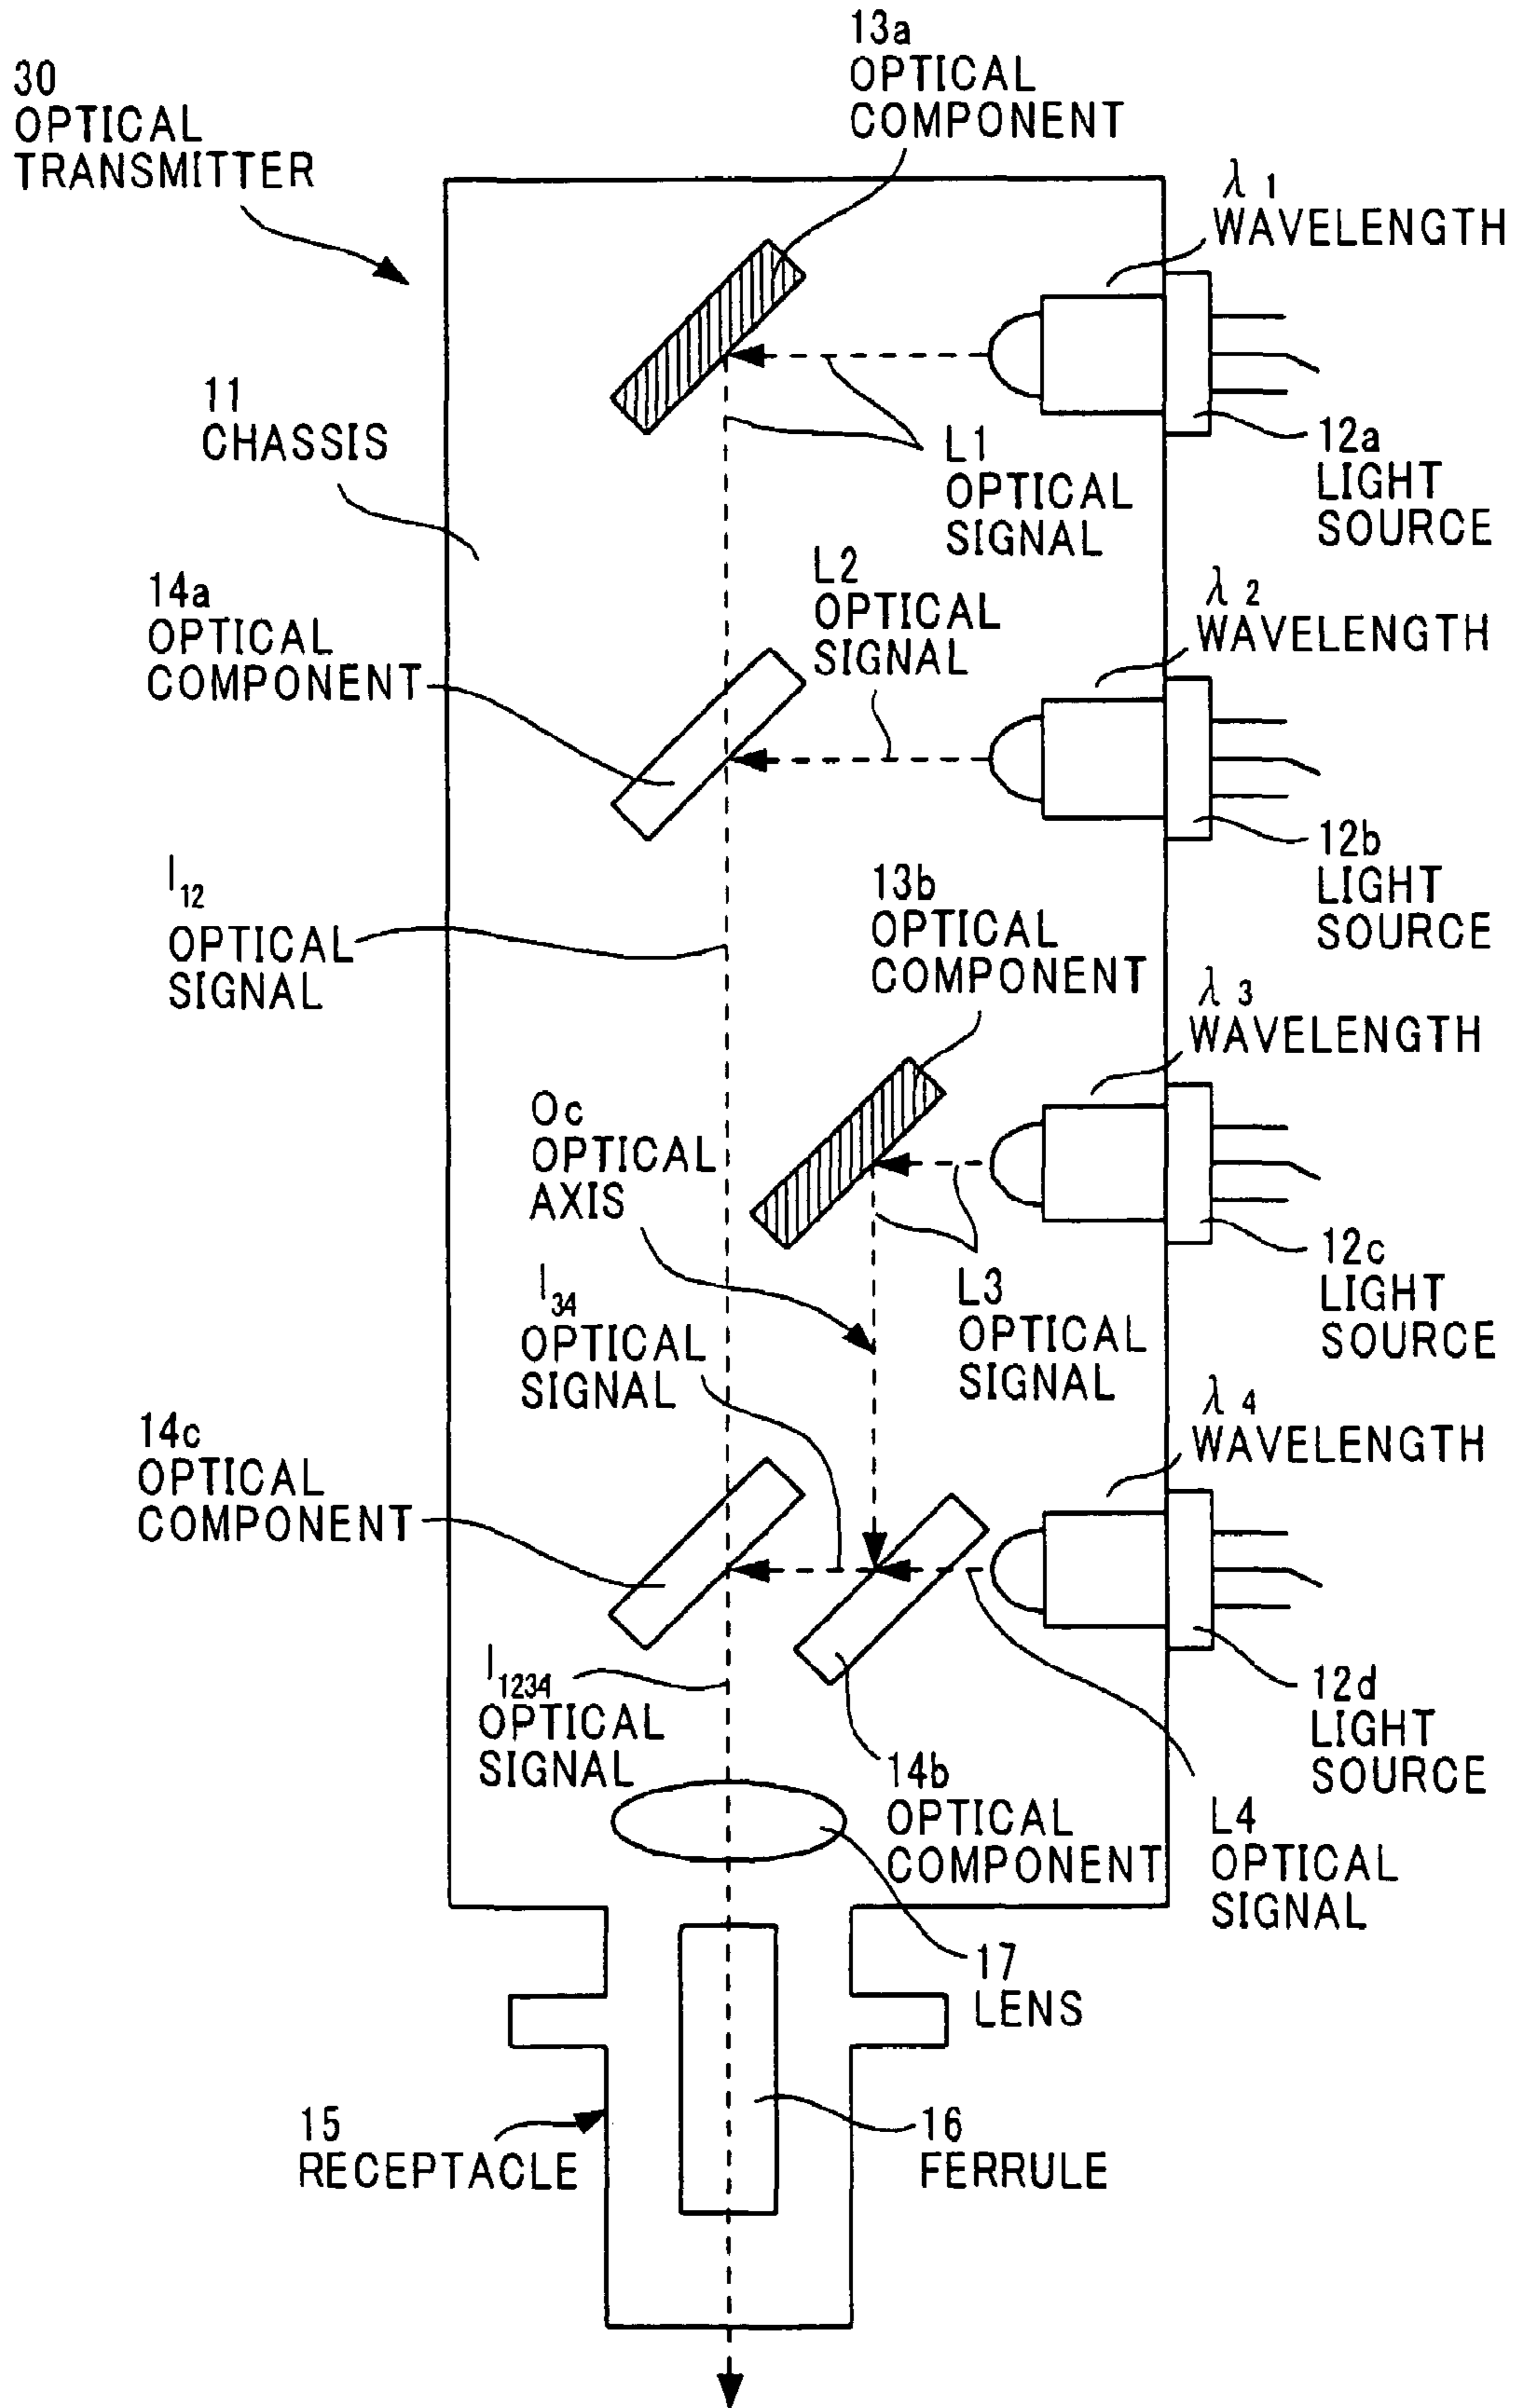 13a
OPTICAL
COMPONENT
30
OPTICAL
TRANSMITTER
λ 1
WAVELENGTH
11
CHASSIS
L1
OPTICAL
SIGNAL
12a
LIGHT
SOURCE
14a
OPTICAL
COMPONENT
L2
OPTICAL
SIGNAL
λ 2
WAVELENGTH
12b
LIGHT
SOURCE
l12
OPTICAL
SIGNAL
13b
OPTICAL
COMPONENT
λ 3
WAVELENGTH
Oc
OPTICAL
AXIS
12c
LIGHT
SOURCE
l34
OPTICAL
SIGNAL
L3
OPTICAL
SIGNAL
λ 4
WAVELENGTH
14c
OPTICAL
COMPONENT
l1234
OPTICAL
SIGNAL
12d
LIGHT
SOURCE
14b
OPTICAL
COMPONENT
L4
OPTICAL
SIGNAL
17
LENS
15
RECEPTACLE
16
FERRULE